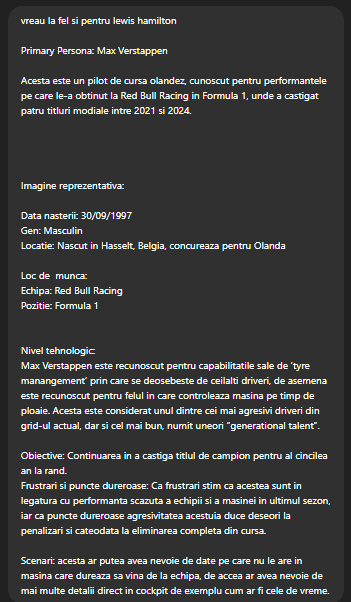 vreau la fel si pentru lewis hamilton
Primary Persona: Max Verstappen
Acesta este un pilot de cursa olandez, cunoscut pentru performantele
pe care le-a obtinut la Red Bull Racing in Formula 1, unde a castigat
patru titluri modiale intre 2021 si 2024.
Imagine reprezentativa:
Data nasterii: 30/09/1997
Gen: Masculin
Locatie: Nascut in Hasselt, Belgia, concureaza pentru Olanda
Loc de  munca:
Echipa: Red Bull Racing
Pozitie: Formula 1
Nivel tehnologic:
Max Verstappen este recunoscut pentru capabilitatile sale de 'tyre
manangement' prin care se deosebeste de ceilalti driveri, de asemena
este recunoscut pentru felul in care controleaza masina pe timp de
ploaie. Acesta este considerat unul dintre cei mai agresivi driveri din
grid-ul actual, dar si cel mai bun, numit uneori "generational talent".
Obiective: Continuarea in a castiga titlul de campion pentru al cincilea
an la rand.
Frustrari si puncte dureroase: Ca frustrari stim ca acestea sunt in
legatura cu performanta scazuta a echipii si a masinei in ultimul sezon,
iar ca puncte dureroase agresivitatea acestuia duce deseori la
penalizari si cateodata la eliminarea completa din cursa.
Scenari: acesta ar putea avea nevoie de date pe care nu le are in
masina care dureaza sa vina de la echipa, de accea ar avea nevoie de
mai multe detalii direct in cockpit de exemplu cum ar fi cele de vreme.